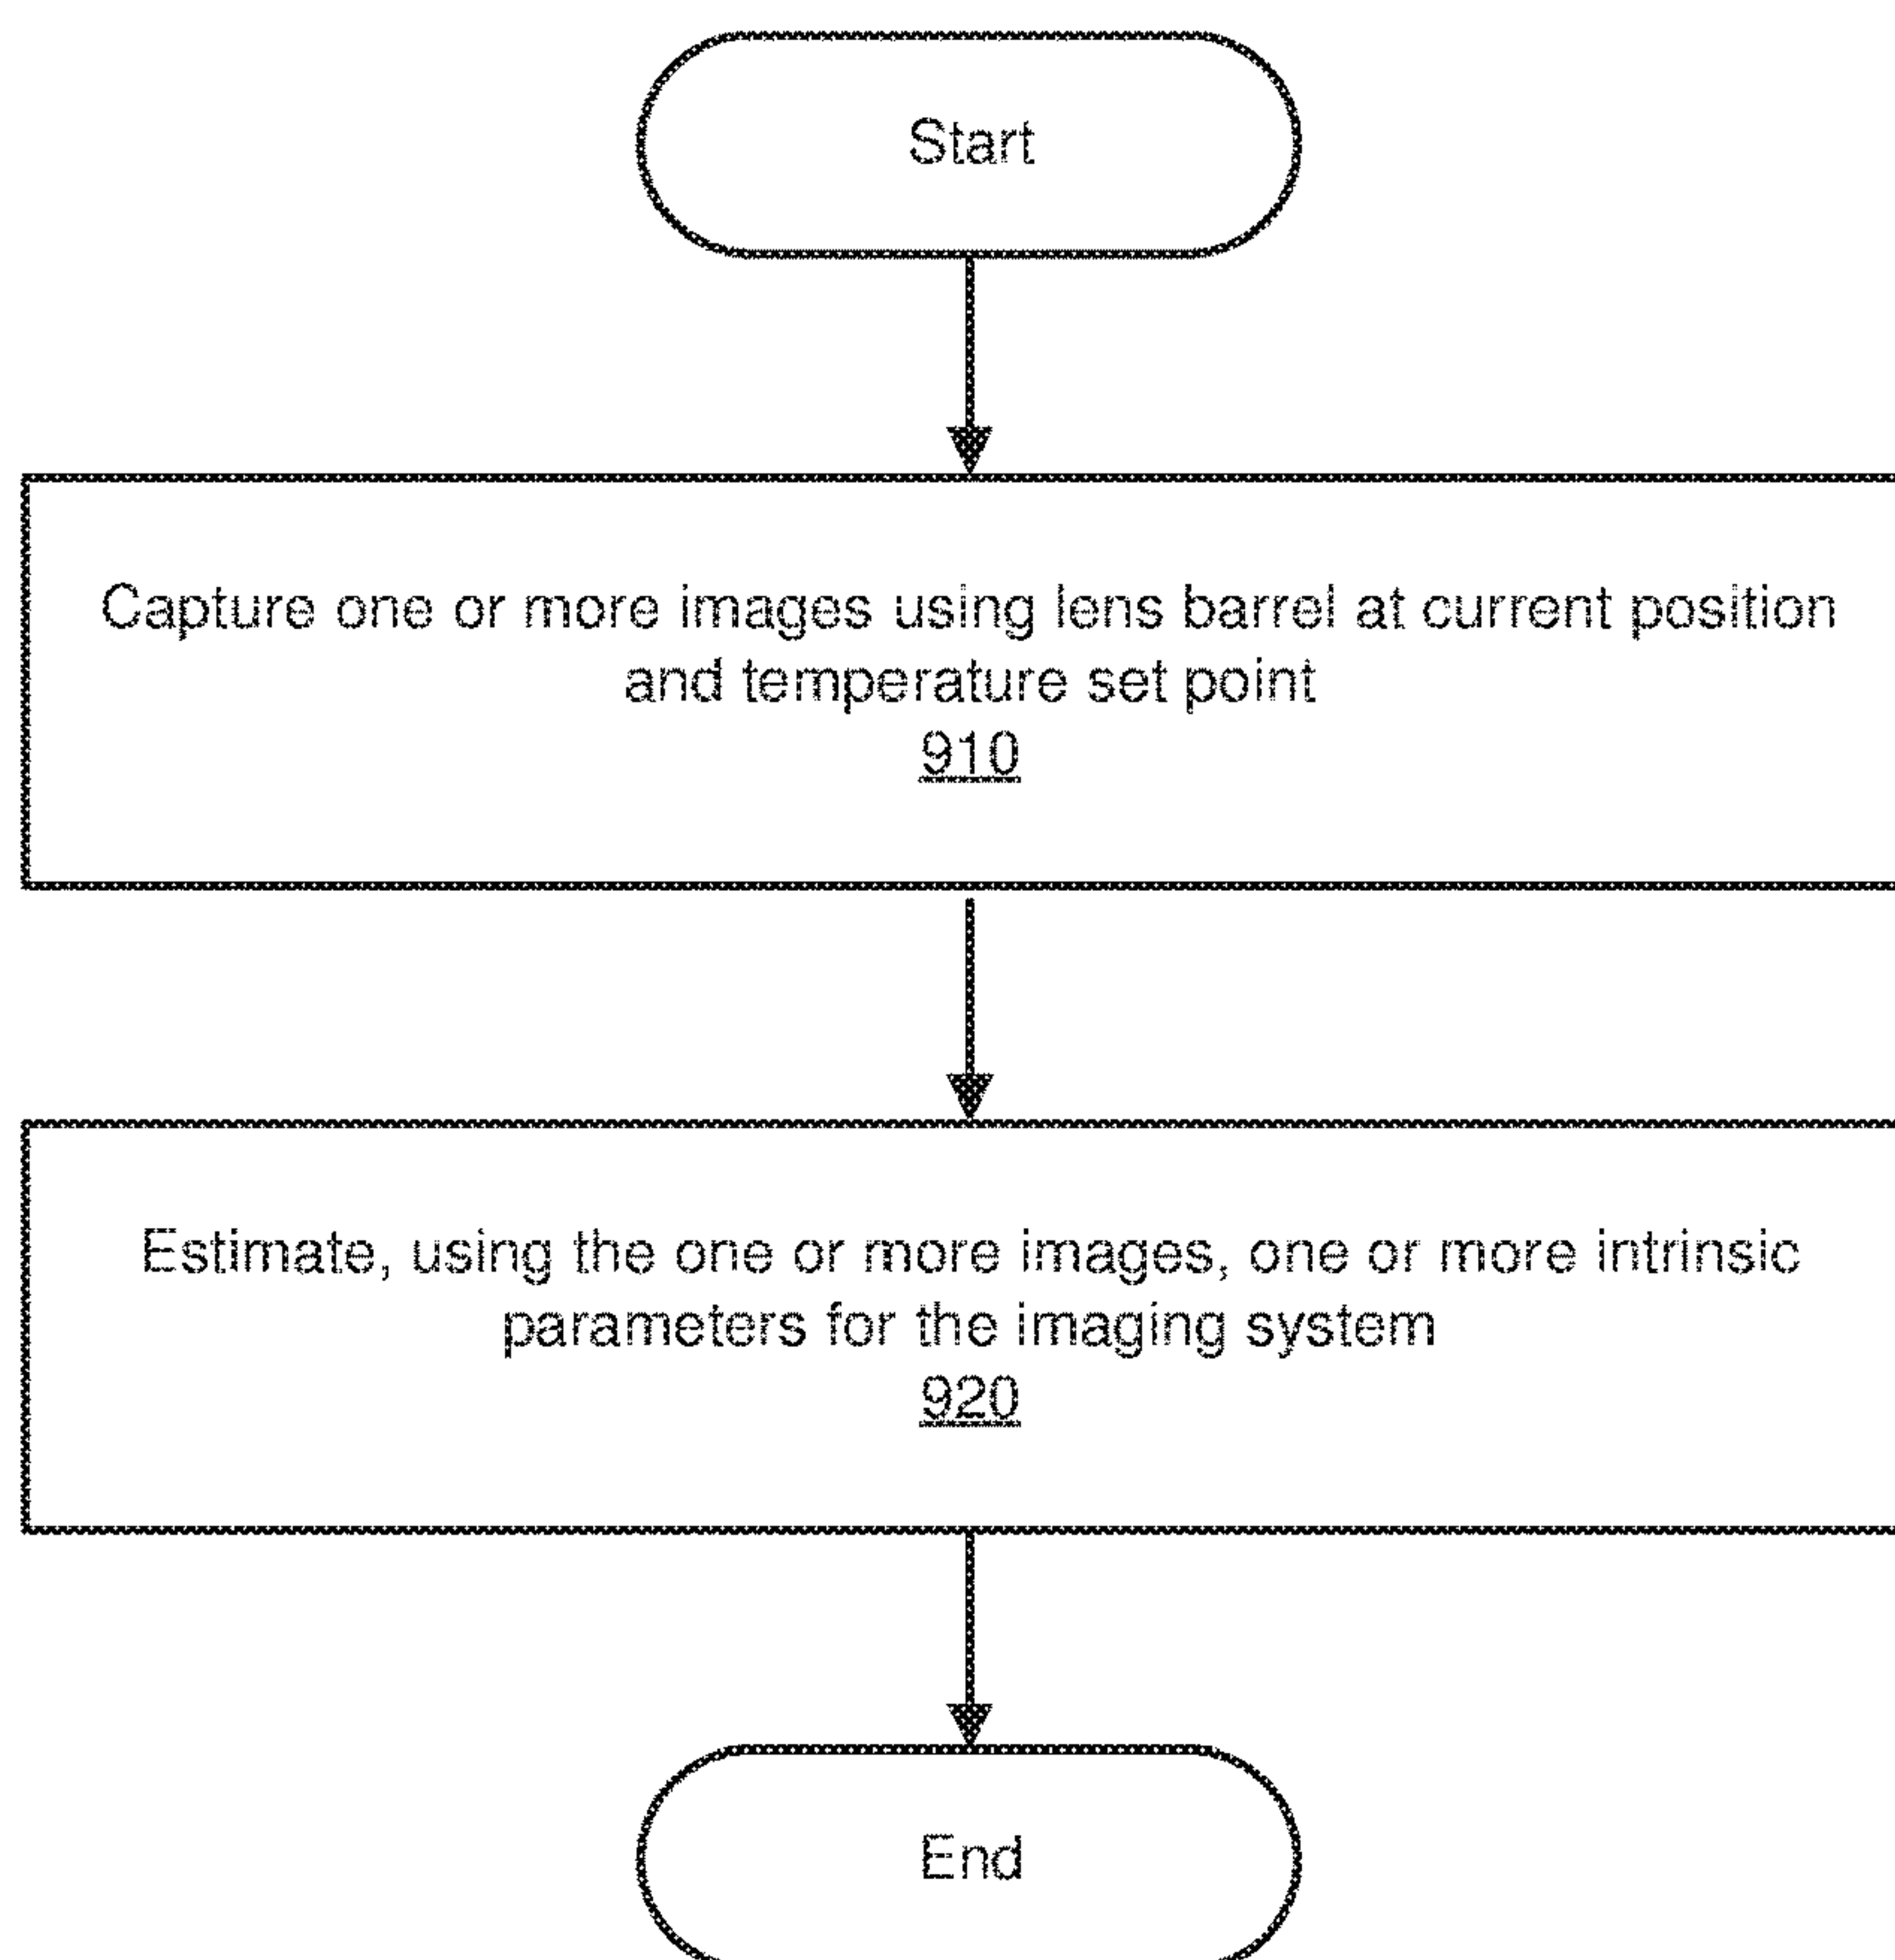 Start
Capture one or more images using lens barrel at current position
and temperature set point
910
Estimate, using the one or more images, one or more intrinsic
parameters for the imaging system
920
End